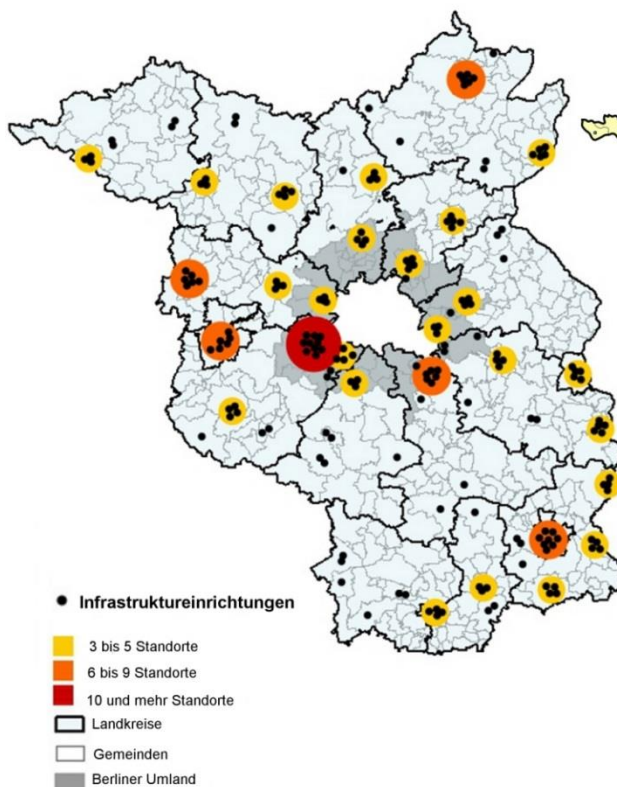 Infrastruktureinrichtungen
3 bis 5 Standorte
6 bis 9 Standorte
10 und mehr Standorte
Landkreise
Gemeinden
Berliner Umland